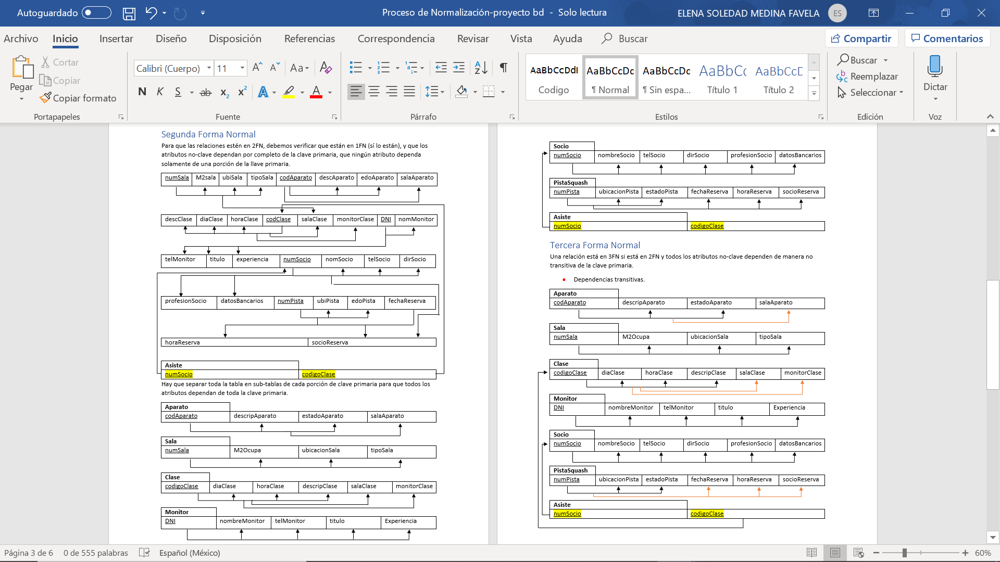 Autoguardado
Proceso de Normalización-proyecto bd - Solo lectura
ELENA SOLEDAD MEDINA FAVELA
ES
Archivo Inicio Insertar Diseño Disposición Referencias Correspondencia Revisar Vista Ayuda Buscar
Compartir Comentarios
Pegar
Cortar
Copiar
Copiar formato
Portapapeles
Calibri (Cuerpo) 11
N K S ab x₂ x² A A
Fuente
Párrafo
AaBbCcDdI AaBbCcDc AaBbCcDc AaBbCc AaBbCcD
Codigo ¶ Normal ¶ Sin espa... Título 1 Título 2
Estilos
Buscar
Reemplazar
Seleccionar
Edición
Dictar
Voz
Segunda Forma Normal
Para que las relaciones estén en 2FN, debemos verificar que están en 1FN (sí lo están), y que los
atributos no-clave dependan por completo de la clave primaria, que ningún atributo dependa
solamente de una porción de la llave primaria.
numSala M2sala ubiSala tipoSala codAparato descAparato edoAparato salaAparato
descClase diaClase horaClase codClase salaClase monitorClase DNI nomMonitor
telMonitor titulo experiencia numSocio nomSocio telSocio dirSocio
profesionSocio datosBancarios numPista ubiPista edoPista fechaReserva
horaReserva socioReserva
Asiste
numSocio codigoClase
Hay que separar toda la tabla en sub-tablas de cada porción de clave primaria para que todos los
atributos dependan de toda la clave primaria.
Aparato
codAparato descripAparato estadoAparato salaAparato
Sala
numSala M2Ocupa ubicacionSala tipoSala
Clase
codigoClase diaClase horaClase descripClase salaClase monitorClase
Monitor
DNI nombreMonitor telMonitor titulo Experiencia
Socio
numSocio nombreSocio telSocio dirSocio profesionSocio datosBancarios
PistaSquash
numPista ubicacionPista estadoPista fechaReserva horaReserva socioReserva
Asiste
numSocio codigoClase
Tercera Forma Normal
Una relación está en 3FN si está en 2FN y todos los atributos no-clave dependen de manera no
transitiva de la clave primaria.
• Dependencias transitivas.
Aparato
codAparato descripAparato estadoAparato salaAparato
Sala
numSala M2Ocupa ubicacionSala tipoSala
Clase
codigoClase diaClase horaClase descripClase salaClase monitorClase
Monitor
DNI nombreMonitor telMonitor titulo Experiencia
Socio
numSocio nombreSocio telSocio dirSocio profesionSocio datosBancarios
PistaSquash
numPista ubicacionPista estadoPista fechaReserva horaReserva socioReserva
Asiste
numSocio codigoClase
Página 3 de 6 0 de 555 palabras Español (México)
60%